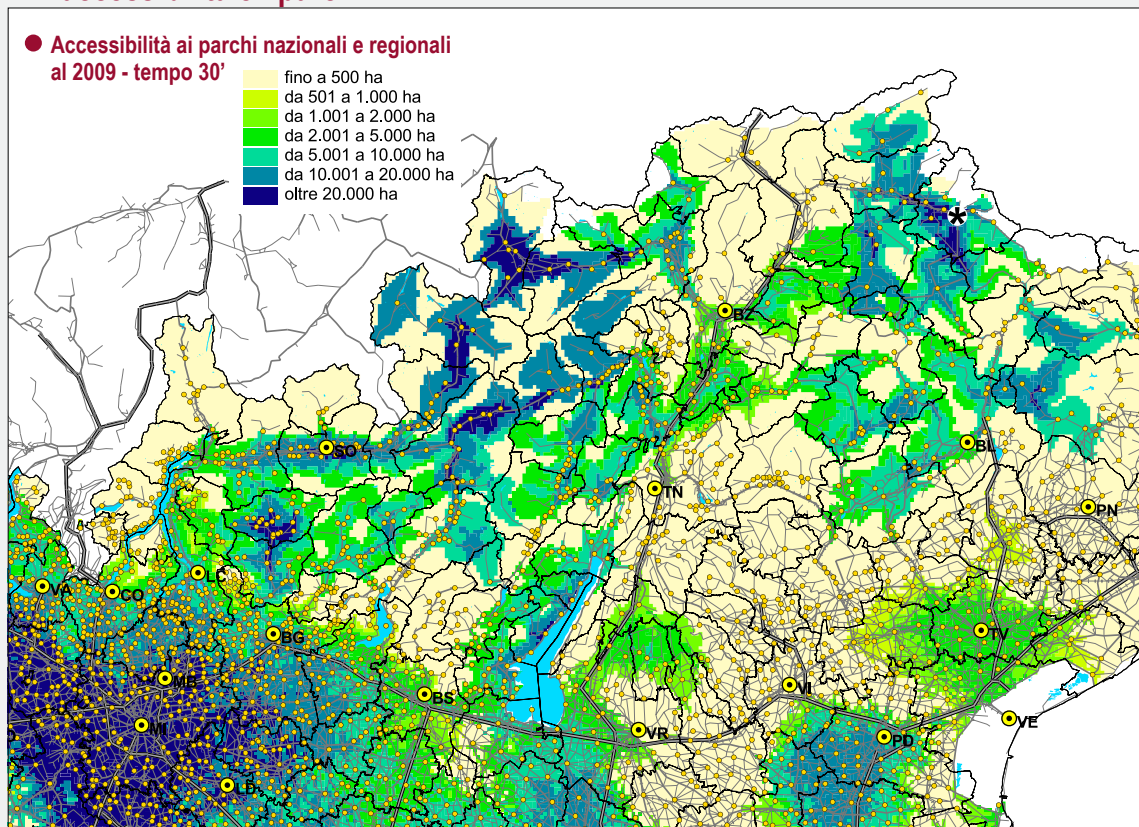 ● Accessibilità ai parchi nazionali e regionali
al 2009 - tempo 30’
fino a 500 ha
da 501 a 1.000 ha
da 1.001 a 2.000 ha
da 2.001 a 5.000 ha
da 5.001 a 10.000 ha
da 10.001 a 20.000 ha
oltre 20.000 ha
*
BZ
SO
BL
TN
PN
LC
VA
CO
BG
TV
MB
VI
BS
VE
MI
VR
PD
LD